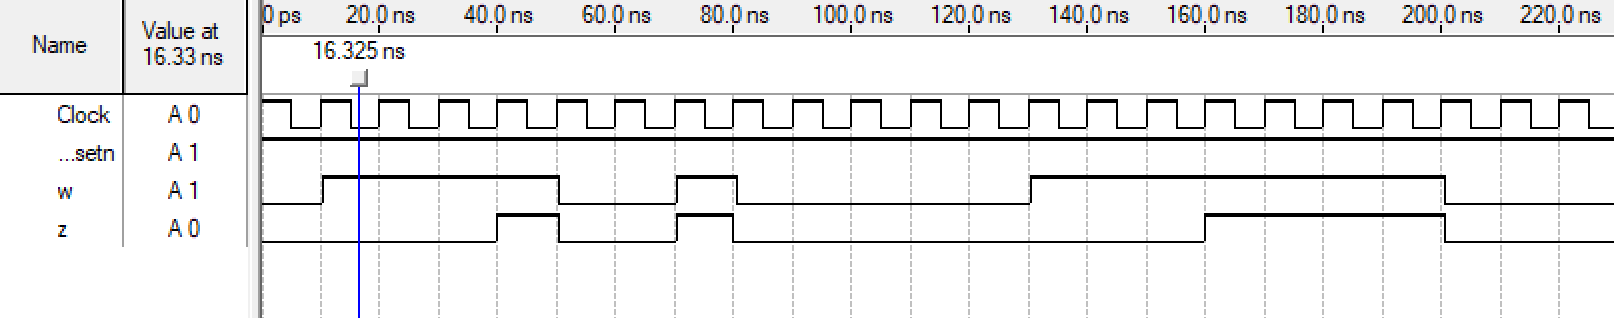 Name
Value at
16.33 ns
0 ps 20.0 ns 40.0 ns 60.0 ns 80.0 ns 100.0 ns 120.0 ns 140.0 ns 160.0 ns 180.0 ns 200.0 ns 220.0 ns
16.325 ns
Clock A 0
...setn A 1
w A 1
z A 0